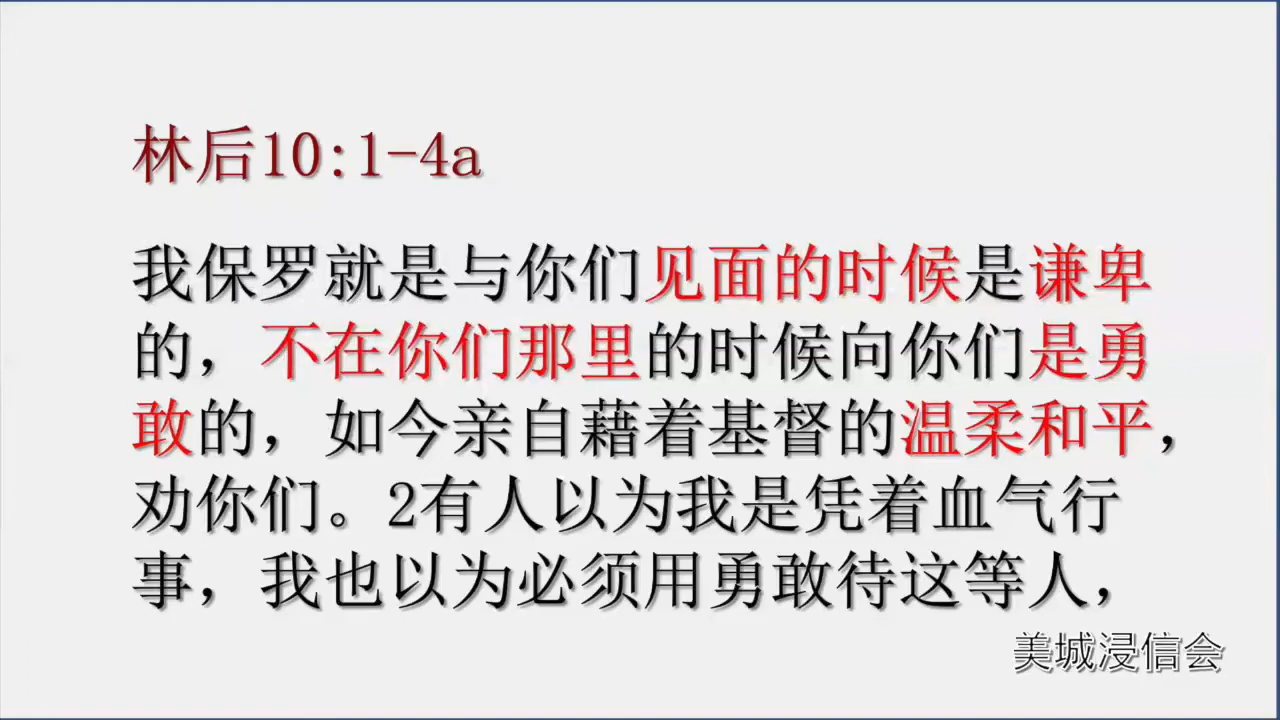 林后10:1-4a
我保罗就是与你们见面的时候是谦卑
的，不在你们那里的时候向你们是勇
敢的，如今亲自藉着基督的温柔和平，
劝你们。2有人以为我是凭着血气行
事，我也以为必须用勇敢待这等人，
美城浸信会